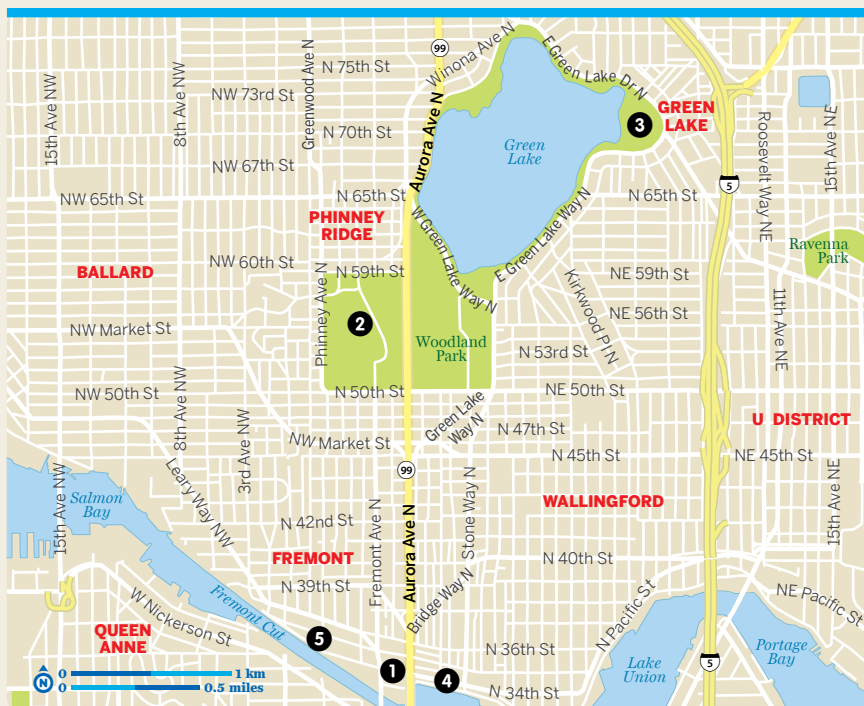 99
N 75th St
Winona Ave N
E Green Lake Dr N
NW 73rd St
Greenwood Ave N
15th Ave NW
8th Ave NW
N 70th St
Aurora Ave N
Green
Lake
3
GREEN
LAKE
Roosevelt Way NE
15th Ave NE
NW 67th St
NW 65th St
N 65th St
N 65th St
5
PHINNEY
RIDGE
W Green Lake Way N
E Green Lake Way N
Ravenna
Park
BALLARD
NW 60th St
N 59th St
NE 59th St
Kirkwood Pl N
Phinney Ave N
2
NE 56th St
11th Ave NE
NW Market St
Woodland
Park
N 53rd St
NW 50th St
N 50th St
NE 50th St
8th Ave NW
3rd Ave NW
Green Lake
Way N
N 47th St
U DISTRICT
NW Market St
N 45th St
NE 45th St
Leary Way NW
99
Salmon
Bay
15th Ave NW
Stone Way N
WALLINGFORD
15th Ave NE
N 42nd St
Fremont Ave N
Aurora Ave N
FREMONT
N 40th St
N 39th St
Bridge Way N
N Pacific St
NE Pacific St
W Nickerson St
Fremont Cut
QUEEN
ANNE
5
N 36th St
Portage
Bay
Lake
Union
5
1
4
N 34th St
N
0 1 km
0 0.5 miles